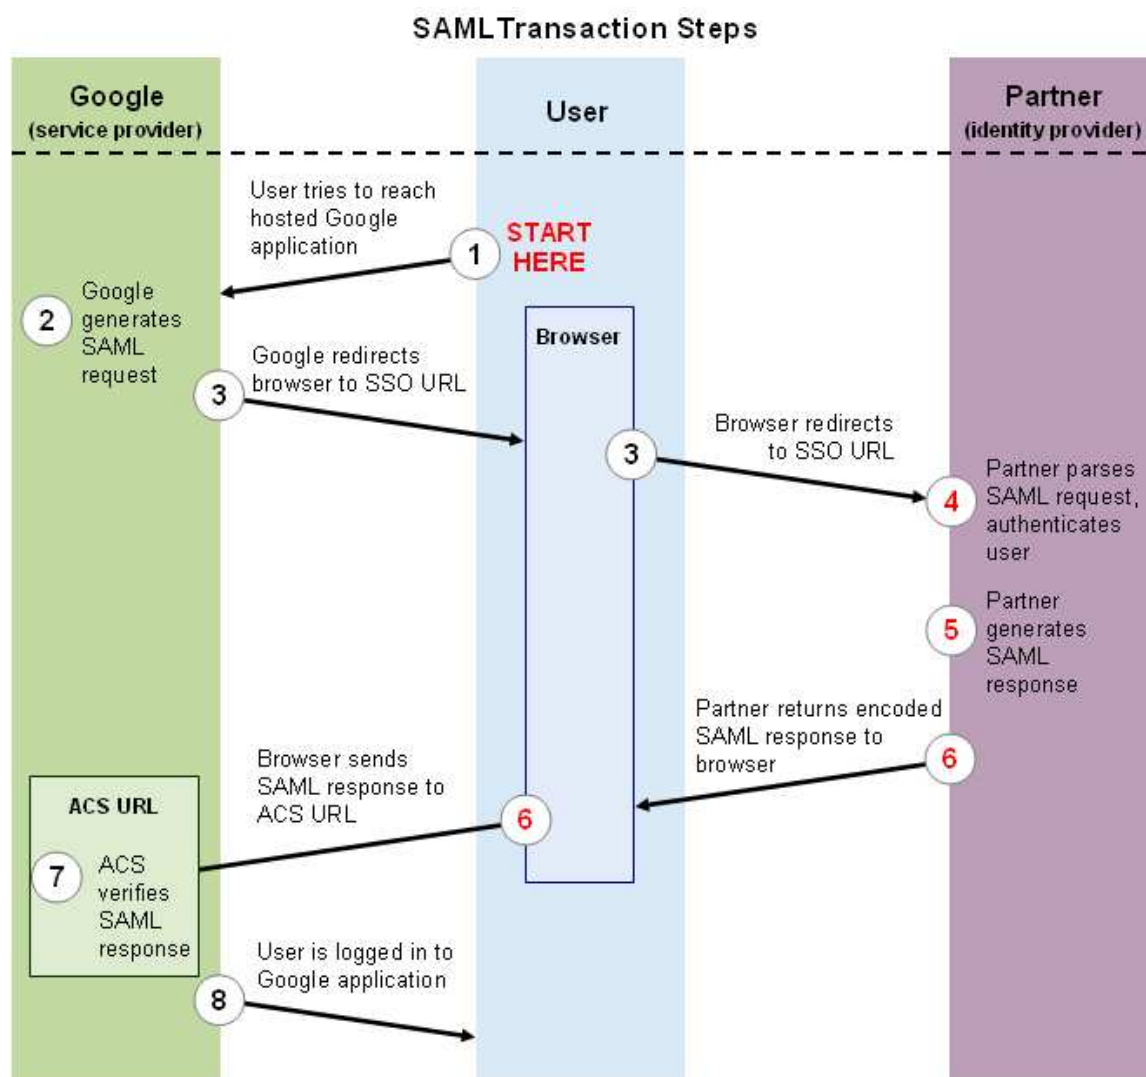 SAML Transaction Steps
Google
(service provider)
User
Partner
(identity provider)
User tries to reach
hosted Google
application
1
START
HERE
2
Google
generates
SAML
request
Browser
3
Google redirects
browser to SSO URL
3
Browser redirects
to SSO URL
4
Partner parses
SAML request,
authenticates
user
5
Partner
generates
SAML
response
Partner returns encoded
SAML response to
browser
6
Browser sends
SAML response to
ACS URL
6
ACS URL
7
ACS
verifies
SAML
response
User is logged in to
Google application
8